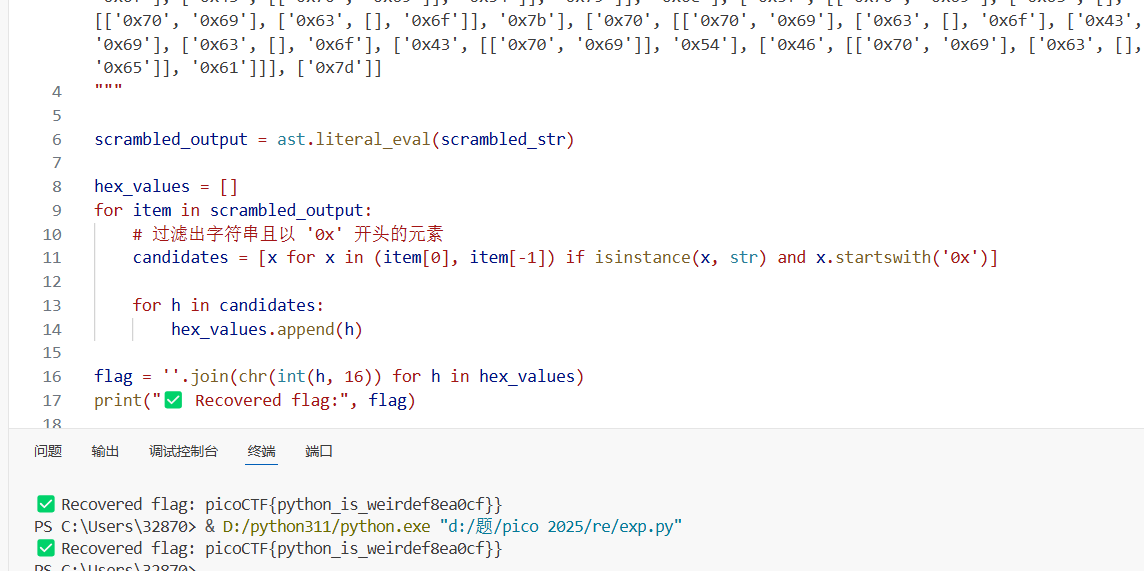 [['0x70', '0x69'], ['0x63', [], '0x6f']], '0x7b'], ['0x70', [['0x70', '0x69'], ['0x63', [], '0x6f'], ['0x43',
'0x69'], ['0x63', [], '0x6f'], ['0x43', [['0x70', '0x69']], '0x54'], ['0x46', [['0x70', '0x69'], ['0x63', [],
'0x65']], '0x61']]], ['0x7d']]
4 """
5
6 scrambled_output = ast.literal_eval(scrambled_str)
7
8 hex_values = []
9 for item in scrambled_output:
10 # 过滤出字符串且以 '0x' 开头的元素
11 candidates = [x for x in (item[0], item[-1]) if isinstance(x, str) and x.startswith('0x')]
12
13 for h in candidates:
14 hex_values.append(h)
15
16 flag = ''.join(chr(int(h, 16)) for h in hex_values)
17 print("✅ Recovered flag:", flag)
18
问题 输出 调试控制台 终端 端口
✅ Recovered flag: picoCTF{python_is_weirdef8ea0cf}}
PS C:\Users\32870> & D:/python311/python.exe "d:/题/pico 2025/re/exp.py"
✅ Recovered flag: picoCTF{python_is_weirdef8ea0cf}}
PS C:\Users\32870>